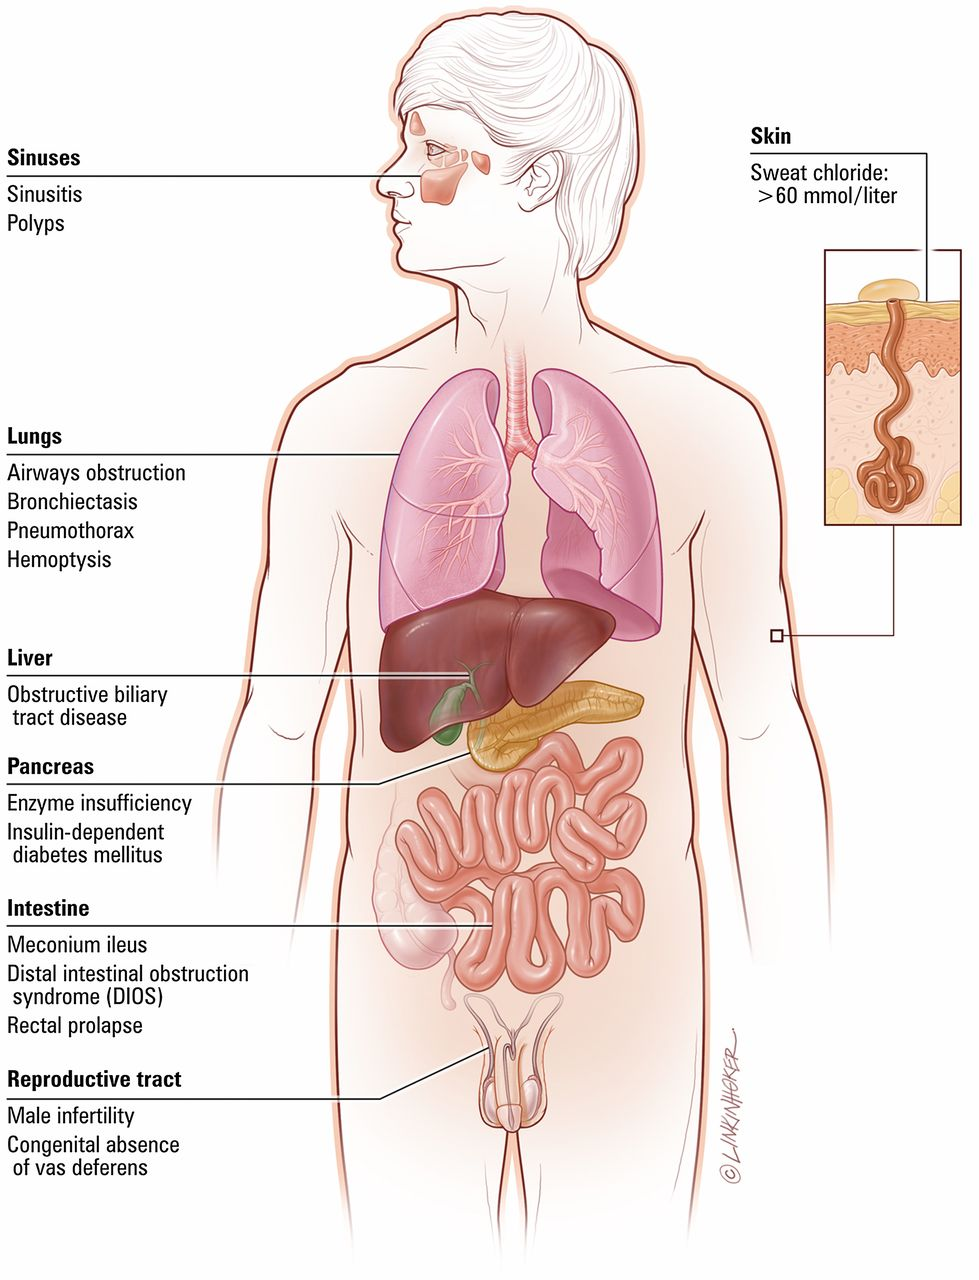 Sinuses
Sinusitis
Polyps
Skin
Sweat chloride:
>60 mmol/liter
Lungs
Airways obstruction
Bronchiectasis
Pneumothorax
Hemoptysis
Liver
Obstructive biliary
tract disease
Pancreas
Enzyme insufficiency
Insulin-dependent
diabetes mellitus
Intestine
Meconium ileus
Distal intestinal obstruction
syndrome (DIOS)
Rectal prolapse
Reproductive tract
Male infertility
Congenital absence
of vas deferens
©LINKINHOKER